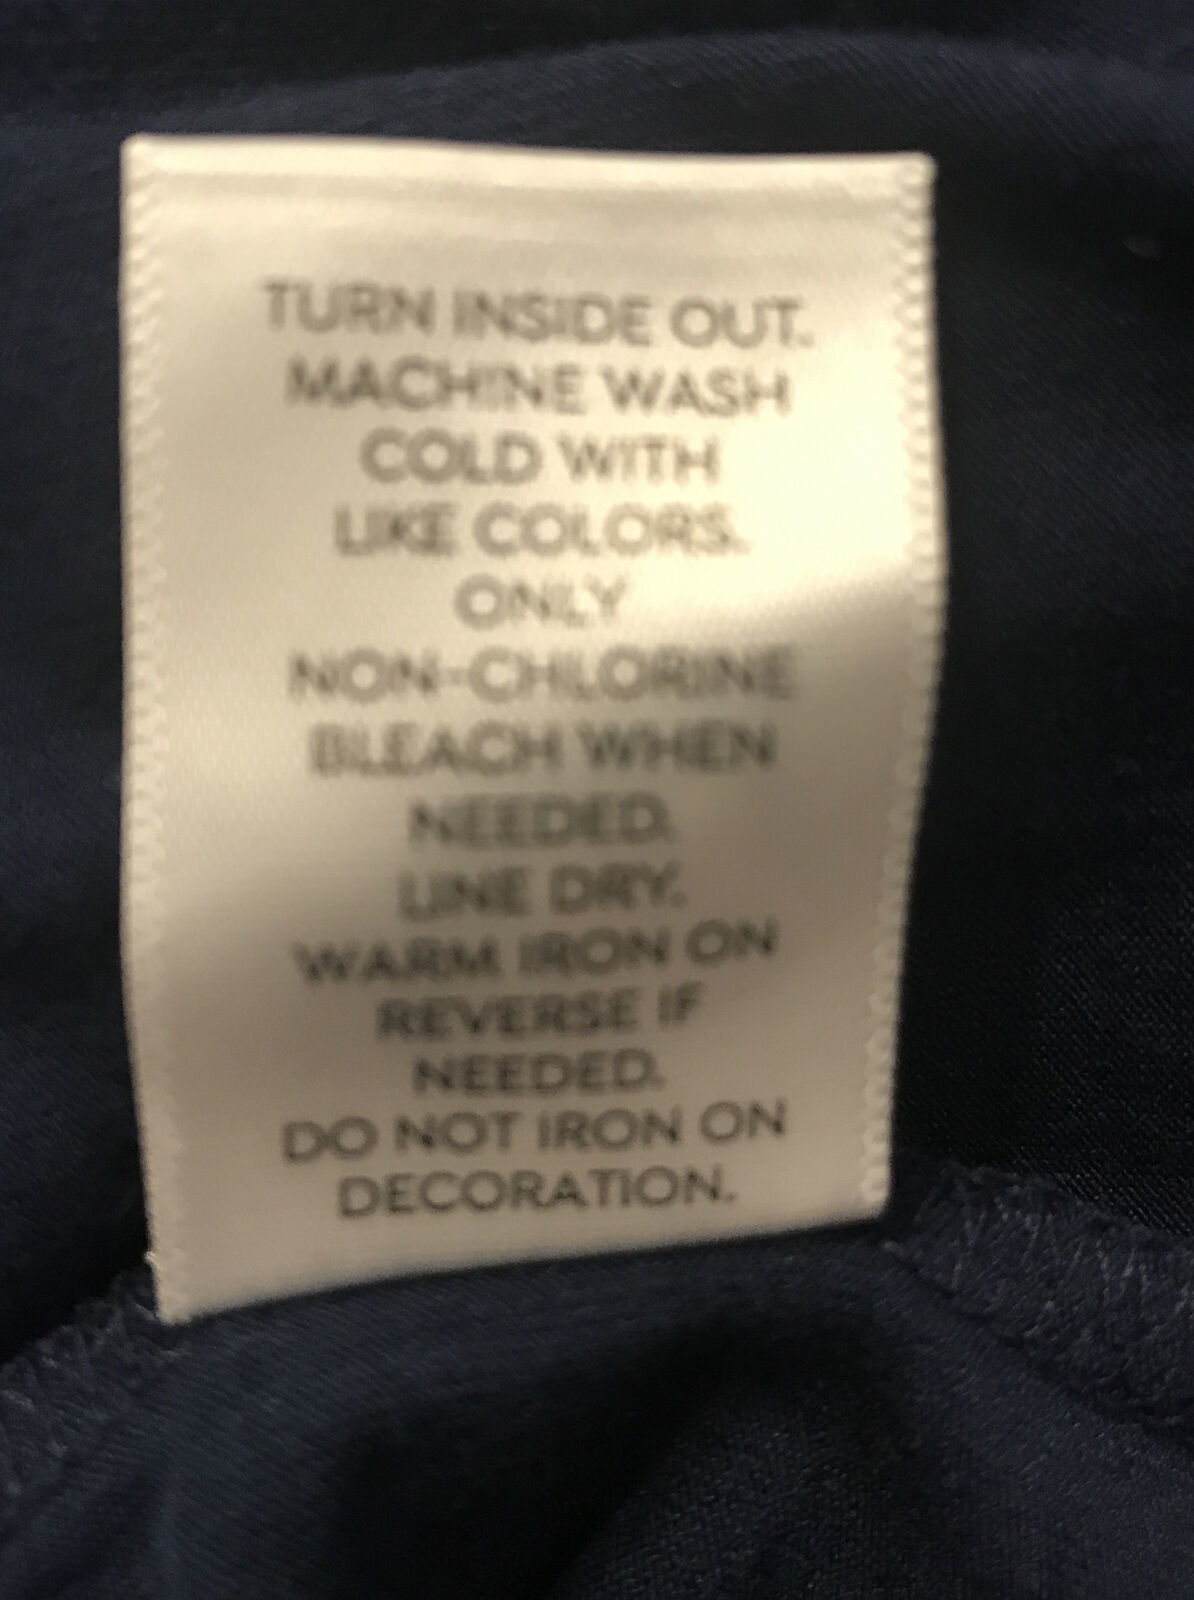 TURN INSIDE OUT.
MACHINE WASH
COLD WITH
LIKE COLORS.
ONLY
NON-CHLORINE
BLEACH WHEN
NEEDED.
LINE DRY.
WARM IRON ON
REVERSE IF
NEEDED.
DO NOT IRON ON
DECORATION.